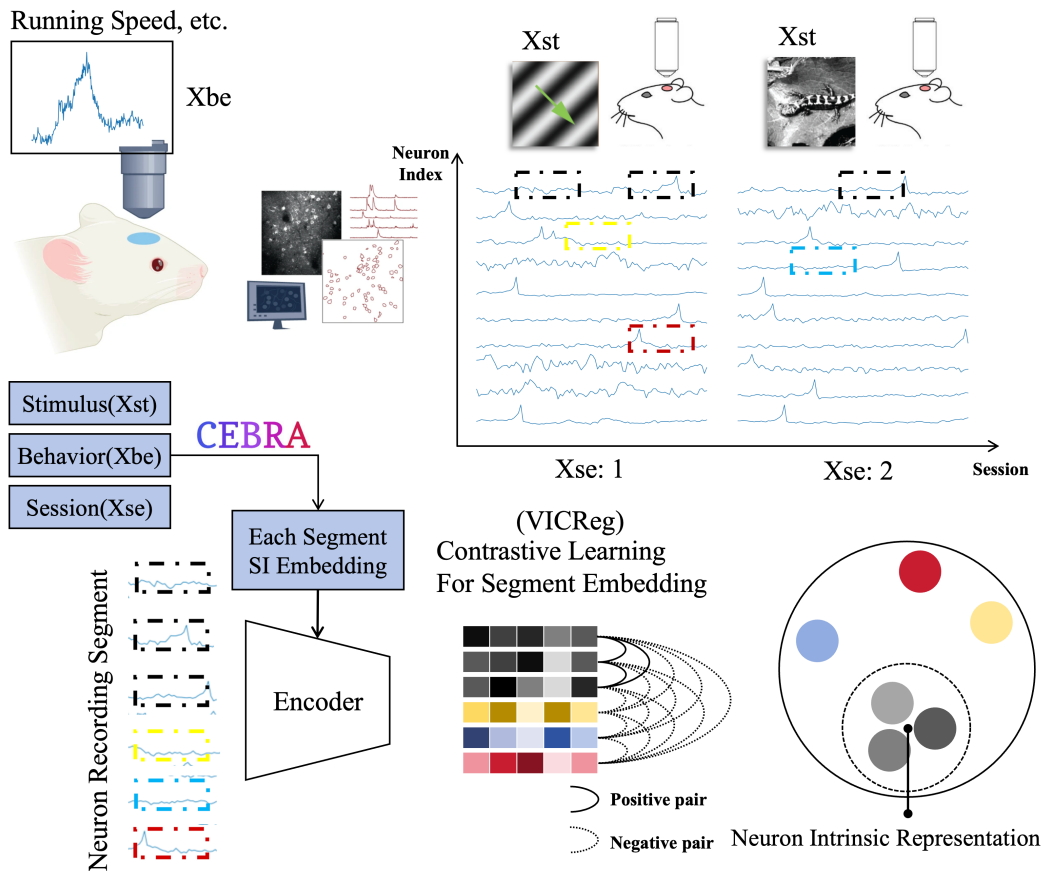 Running Speed, etc.
Xbe
Xst
Xst
Neuron
Index
Xse: 1
Xse: 2
Session
Stimulus(Xst)
Behavior(Xbe)
Session(Xse)
CEBRA
Each Segment
SI Embedding
Encoder
Neuron Recording Segment
(VICReg)
Contrastive Learning
For Segment Embedding
Positive pair
Negative pair
Neuron Intrinsic Representation